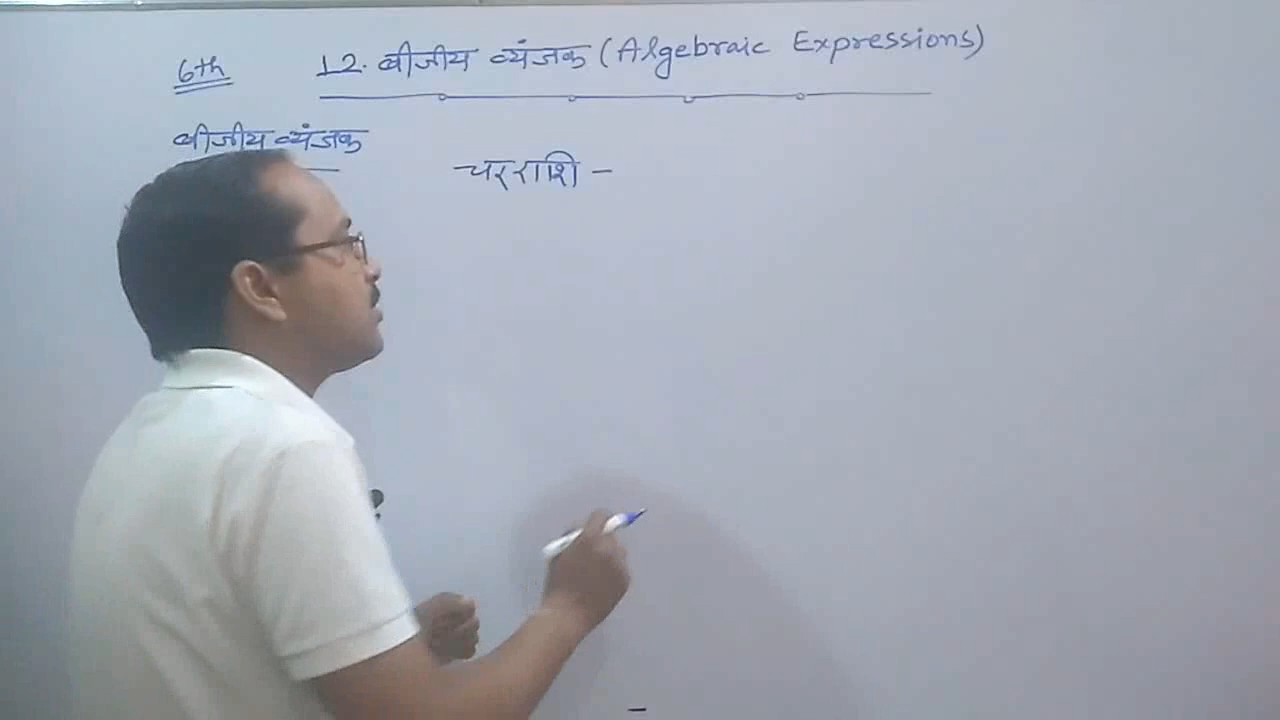 6th 12. बीजीय व्यंजक (Algebraic Expressions)
बीजीय व्यंजक
चर राशि -